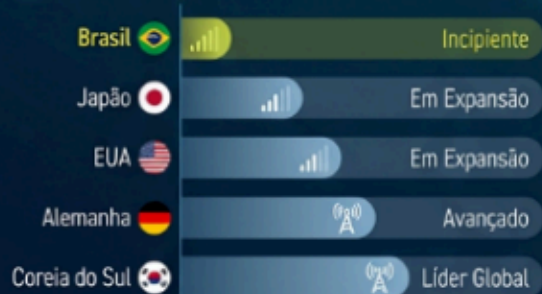 Brasil Incipiente
Japão Em Expansão
EUA Em Expansão
Alemanha Avançado
Coreia do Sul Líder Global